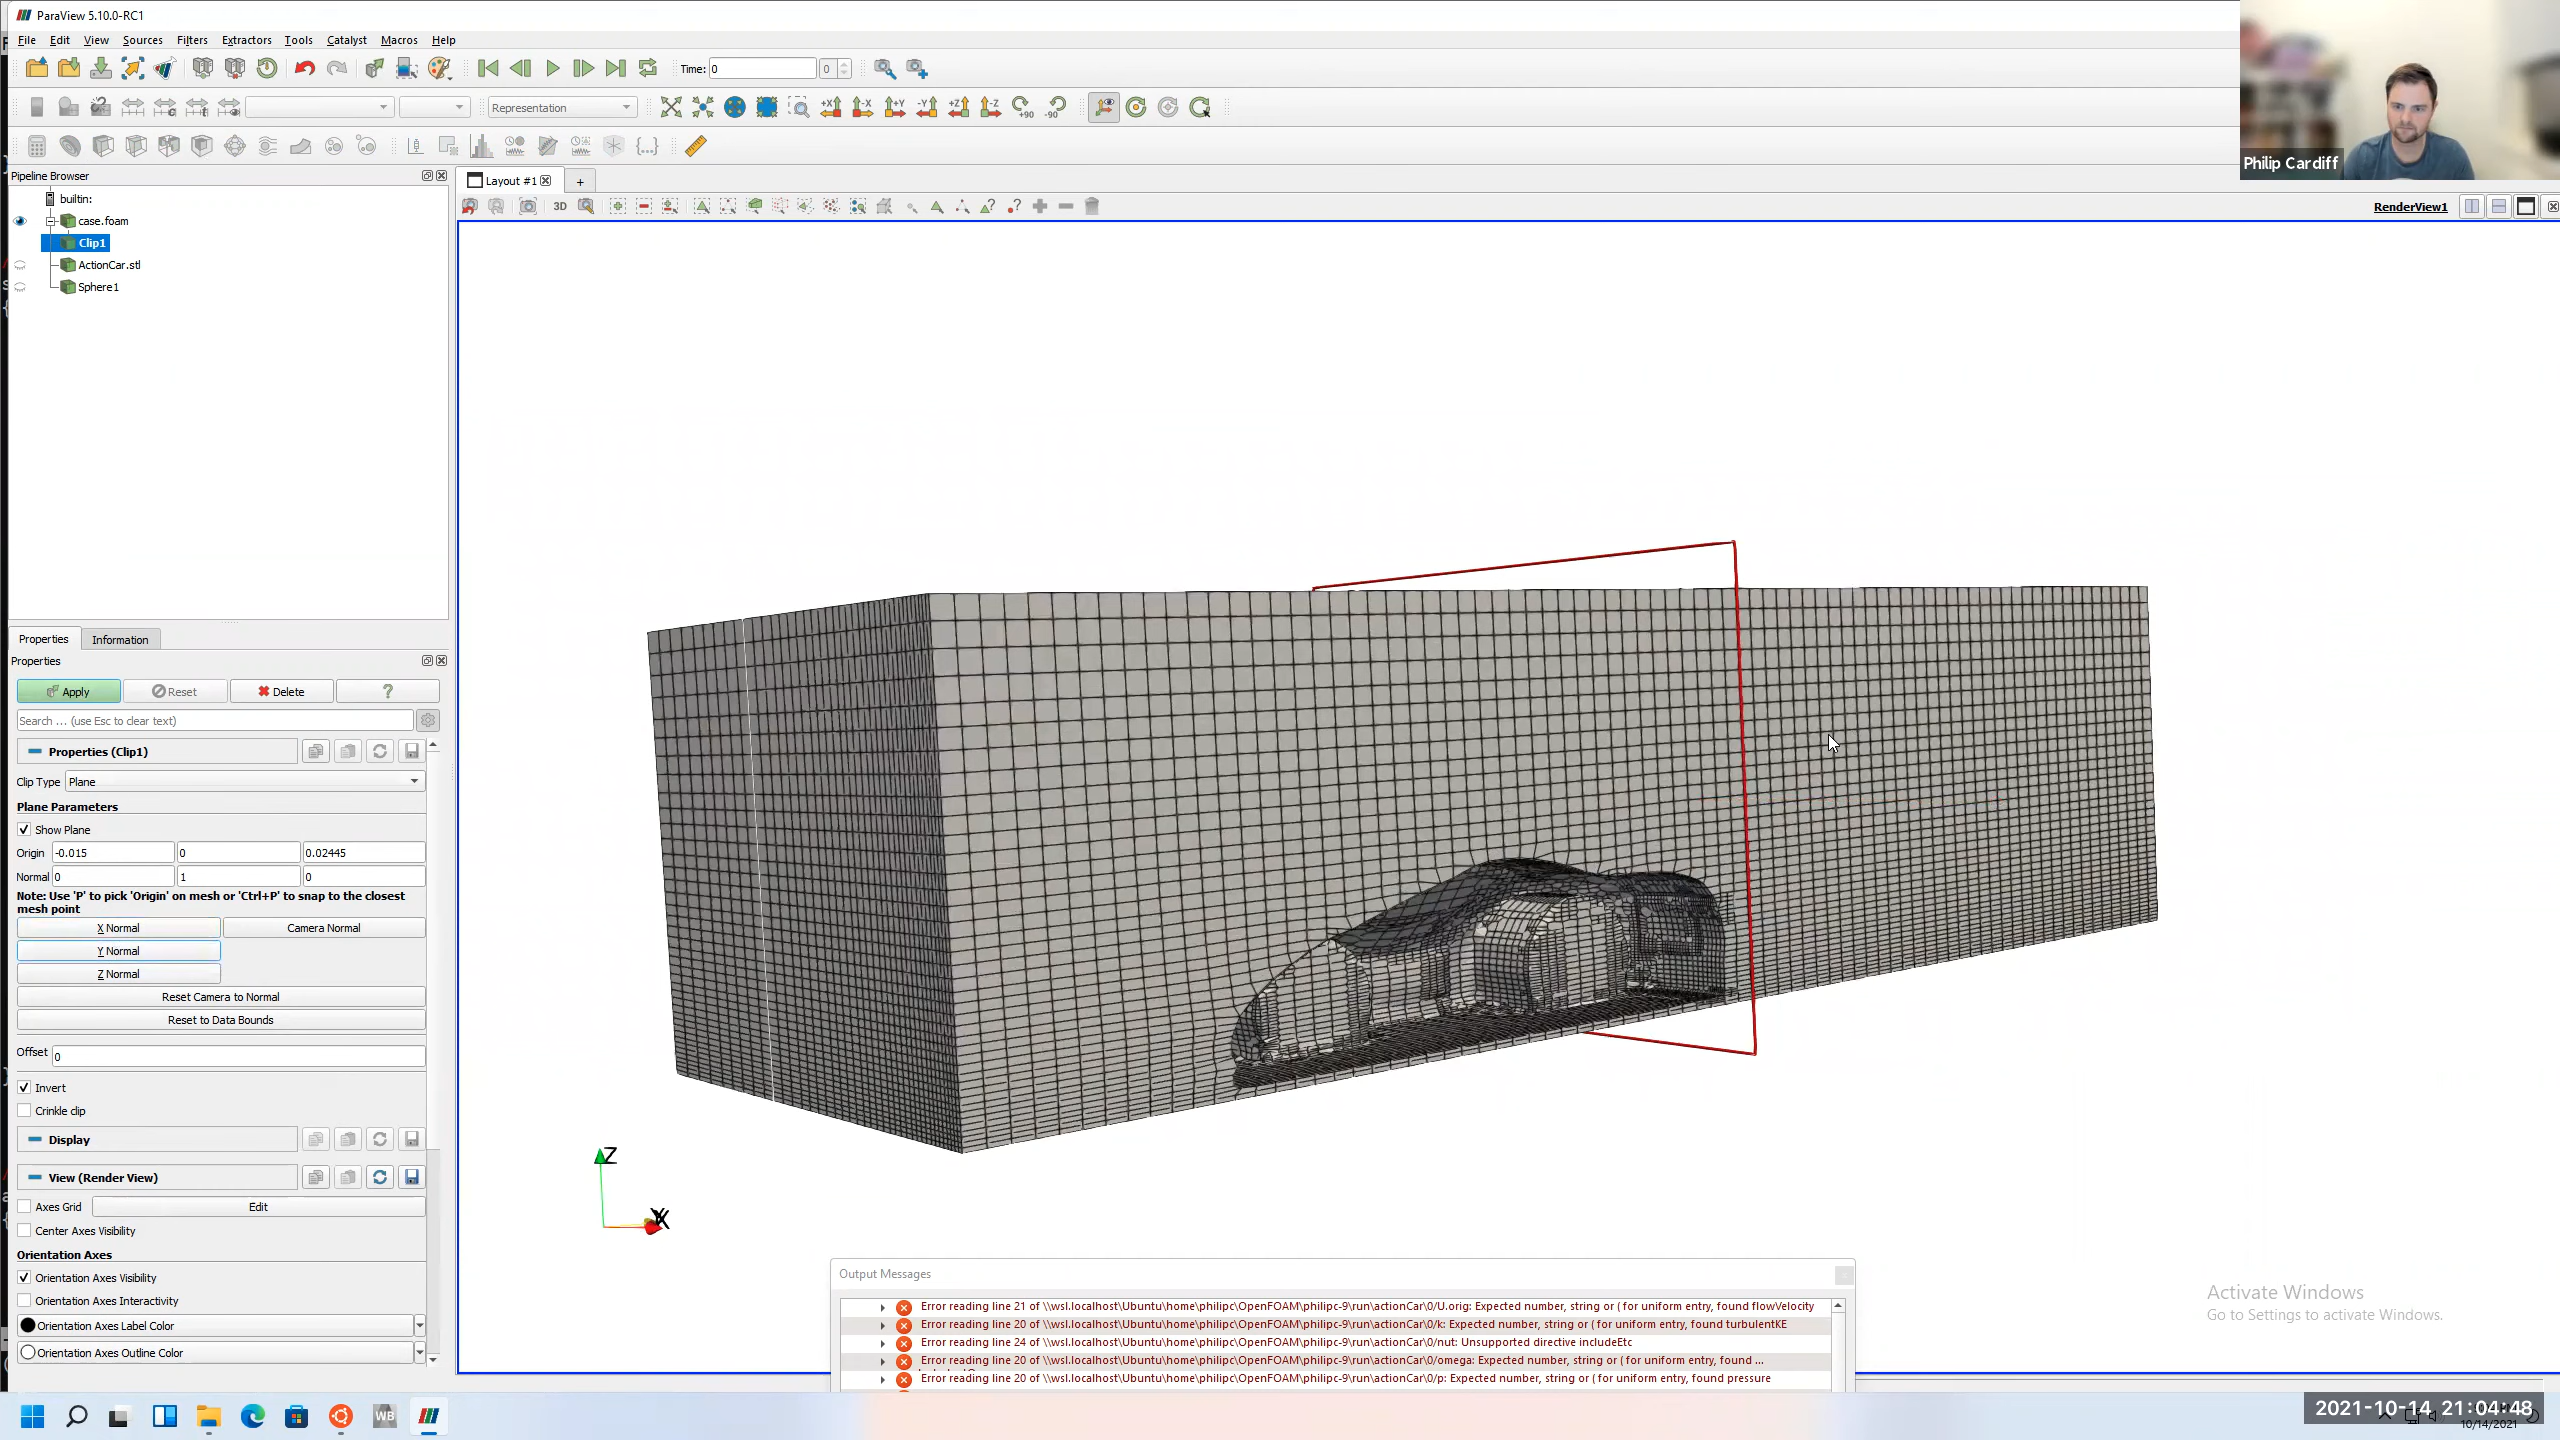 ParaView 5.10.0-RC1
File Edit View Sources Filters Extractors Tools Catalyst Macros Help
Time: 0 0
Representation
+X -X +Y -Y +Z -Z +90 -90
Philip Cardiff
Pipeline Browser
Layout #1 +
3D
RenderView1
builtin:
case.foam
Clip1
ActionCar.stl
Sphere1
Properties Information
Properties
Apply Reset Delete ?
Search ... (use Esc to clear text)
Properties (Clip1)
Clip Type Plane
Plane Parameters
Show Plane
Origin -0.015 0 0.02445
Normal 0 1 0
Note: Use 'P' to pick 'Origin' on mesh or 'Ctrl+P' to snap to the closest
mesh point
X Normal Camera Normal
Y Normal
Z Normal
Reset Camera to Normal
Reset to Data Bounds
Offset 0
Invert
Crinkle clip
Display
View (Render View)
Axes Grid Edit
Center Axes Visibility
Orientation Axes
Orientation Axes Visibility
Orientation Axes Interactivity
Orientation Axes Label Color
Orientation Axes Outline Color
Z
Y X
Output Messages
Error reading line 21 of \\wsl.localhost\Ubuntu\home\philipc\OpenFOAM\philipc-9\run\actionCar\0/U.orig: Expected number, string or ( for uniform entry, found flowVelocity
Error reading line 20 of \\wsl.localhost\Ubuntu\home\philipc\OpenFOAM\philipc-9\run\actionCar\0/k: Expected number, string or ( for uniform entry, found turbulentKE
Error reading line 24 of \\wsl.localhost\Ubuntu\home\philipc\OpenFOAM\philipc-9\run\actionCar\0/nut: Unsupported directive includeEtc
Error reading line 20 of \\wsl.localhost\Ubuntu\home\philipc\OpenFOAM\philipc-9\run\actionCar\0/omega: Expected number, string or ( for uniform entry, found ...
Error reading line 20 of \\wsl.localhost\Ubuntu\home\philipc\OpenFOAM\philipc-9\run\actionCar\0/p: Expected number, string or ( for uniform entry, found pressure
Activate Windows
Go to Settings to activate Windows.
WB
2021-10-14 21:04:48
10/14/2021